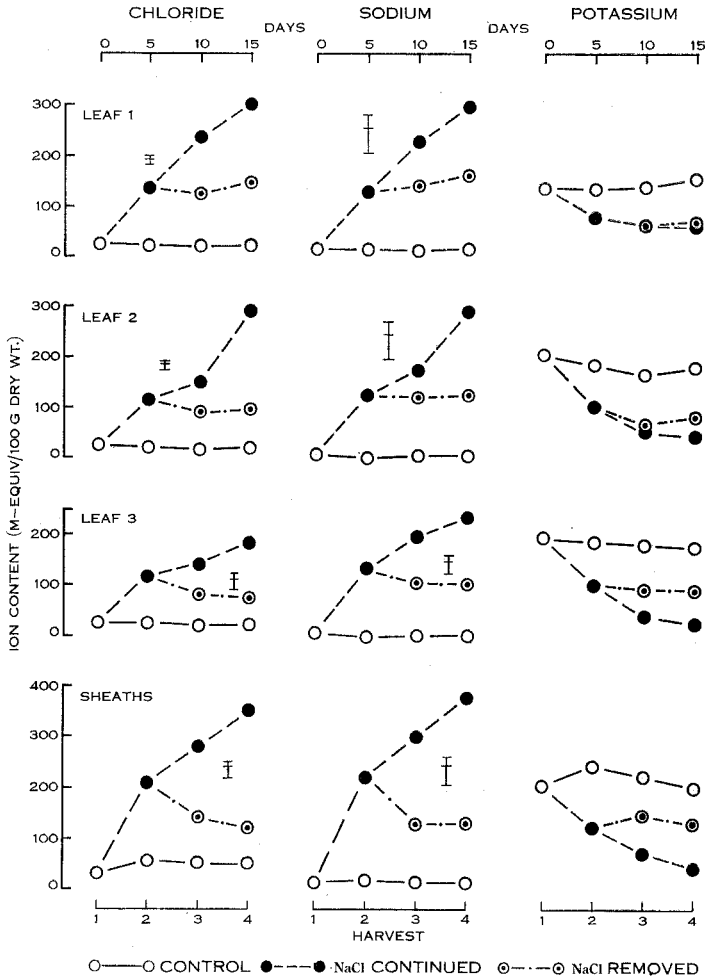 CHLORIDE SODIUM POTASSIUM
DAYS DAYS
0 5 10 15 0 5 10 15 0 5 10 15
LEAF 1
300
200
100
0
LEAF 2
300
200
100
0
LEAF 3
200
100
0
SHEATHS
400
300
200
100
0
ION CONTENT (M-EQUIV/100 G DRY WT.)
1 2 3 4 1 2 3 4 1 2 3 4
HARVEST
CONTROL NaCl CONTINUED NaCl REMOVED